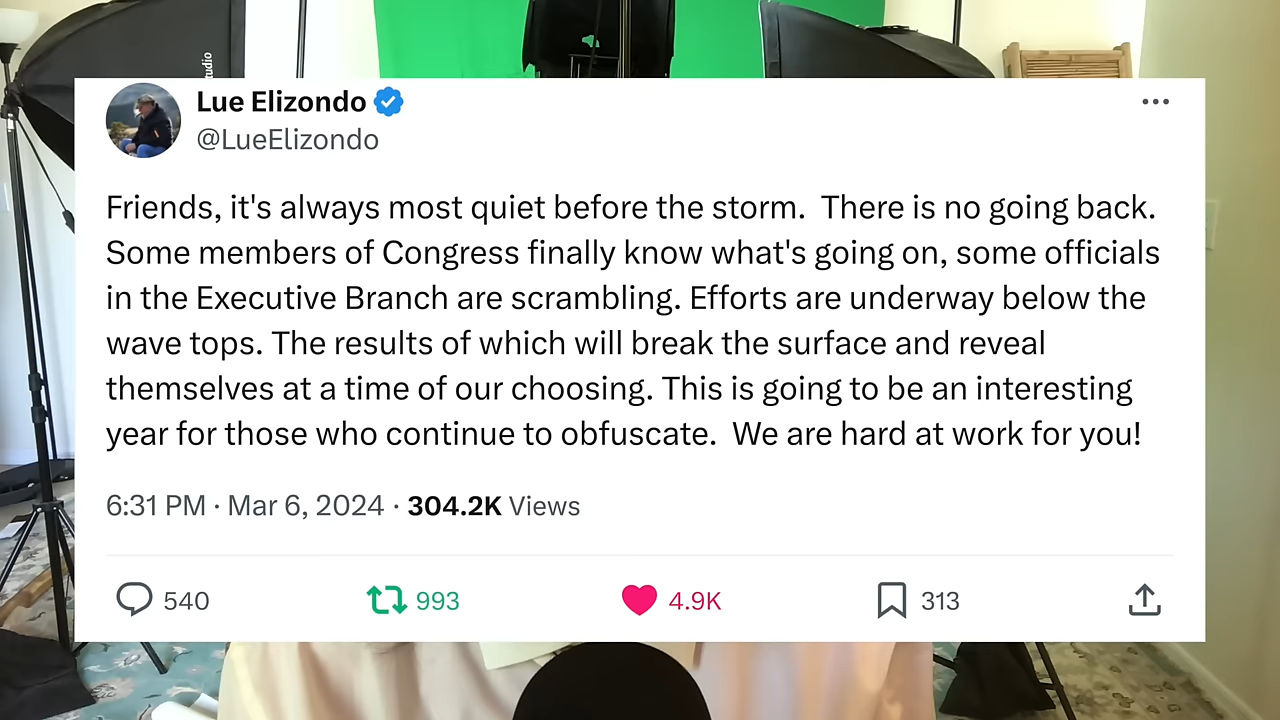 udio
Lue Elizondo
@LueElizondo
Friends, it's always most quiet before the storm.  There is no going back.
Some members of Congress finally know what's going on, some officials
in the Executive Branch are scrambling. Efforts are underway below the
wave tops. The results of which will break the surface and reveal
themselves at a time of our choosing. This is going to be an interesting
year for those who continue to obfuscate.  We are hard at work for you!
6:31 PM · Mar 6, 2024 · 304.2K Views
540 993 4.9K 313